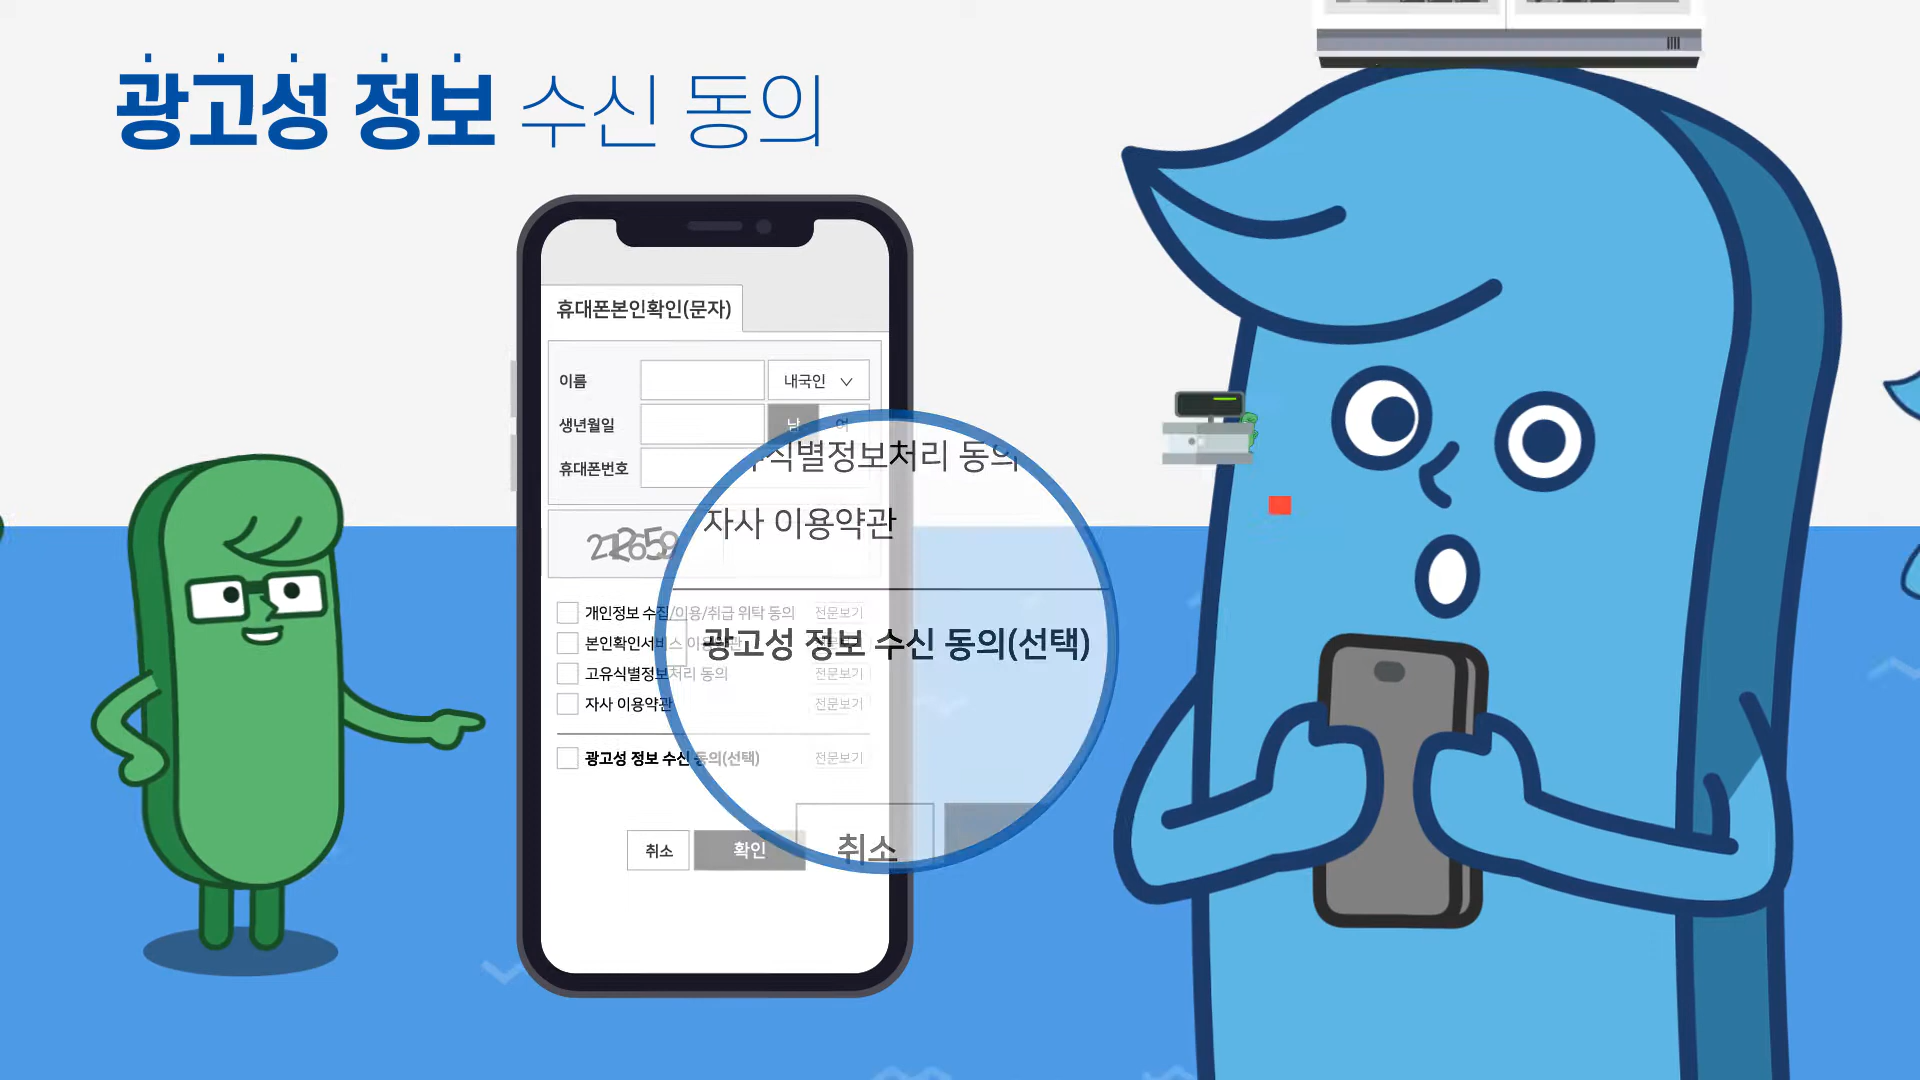 광고성 정보 수신 동의
휴대폰본인확인(문자)
이름
내국인
생년월일
남
여
휴대폰번호
개인정보 수집/이용/취급 위탁 동의
전문보기
본인확인서비스 이용약관
고유식별정보처리 동의
전문보기
자사 이용약관
전문보기
광고성 정보 수신 동의(선택)
전문보기
취소
확인
식별정보처리 동의
자사 이용약관
광고성 정보 수신 동의(선택)
취소